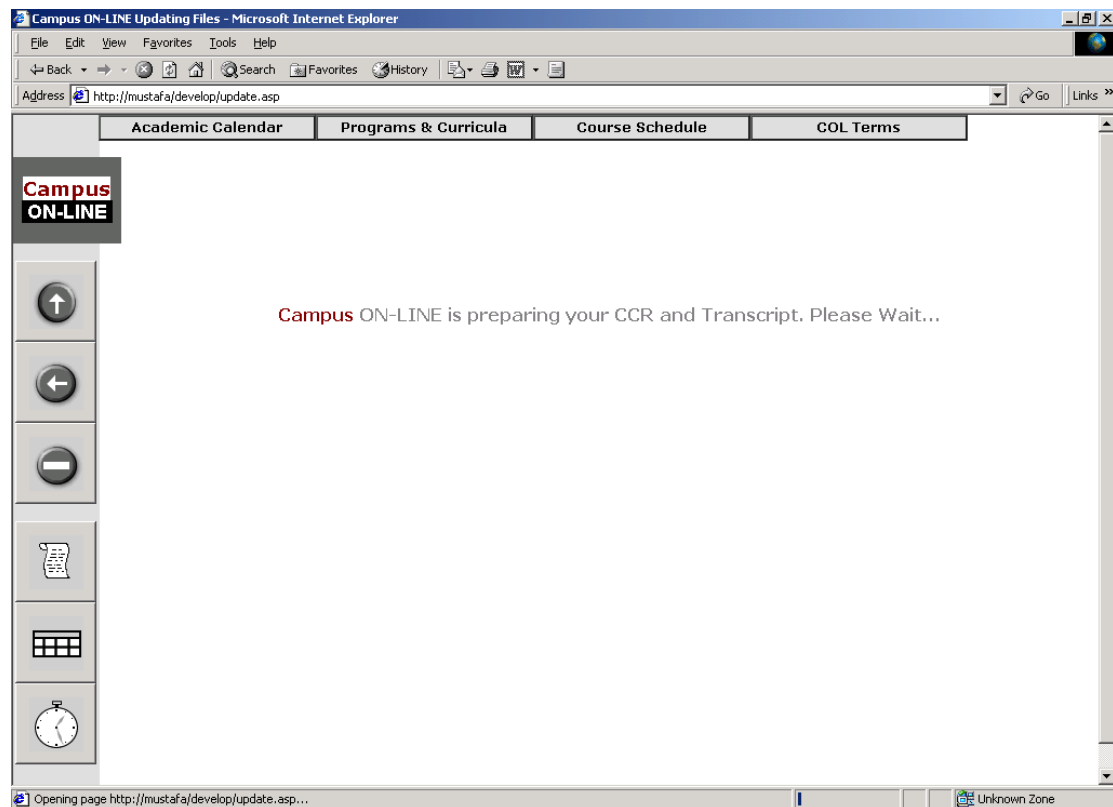 Campus ON-LINE Updating Files - Microsoft Internet Explorer
File Edit View Favorites Tools Help
Back Search Favorites History
Address http://mustafa/develop/update.asp Go Links »
Academic Calendar Programs & Curricula Course Schedule COL Terms
Campus
ON-LINE
Campus ON-LINE is preparing your CCR and Transcript. Please Wait...
Opening page http://mustafa/develop/update.asp... Unknown Zone